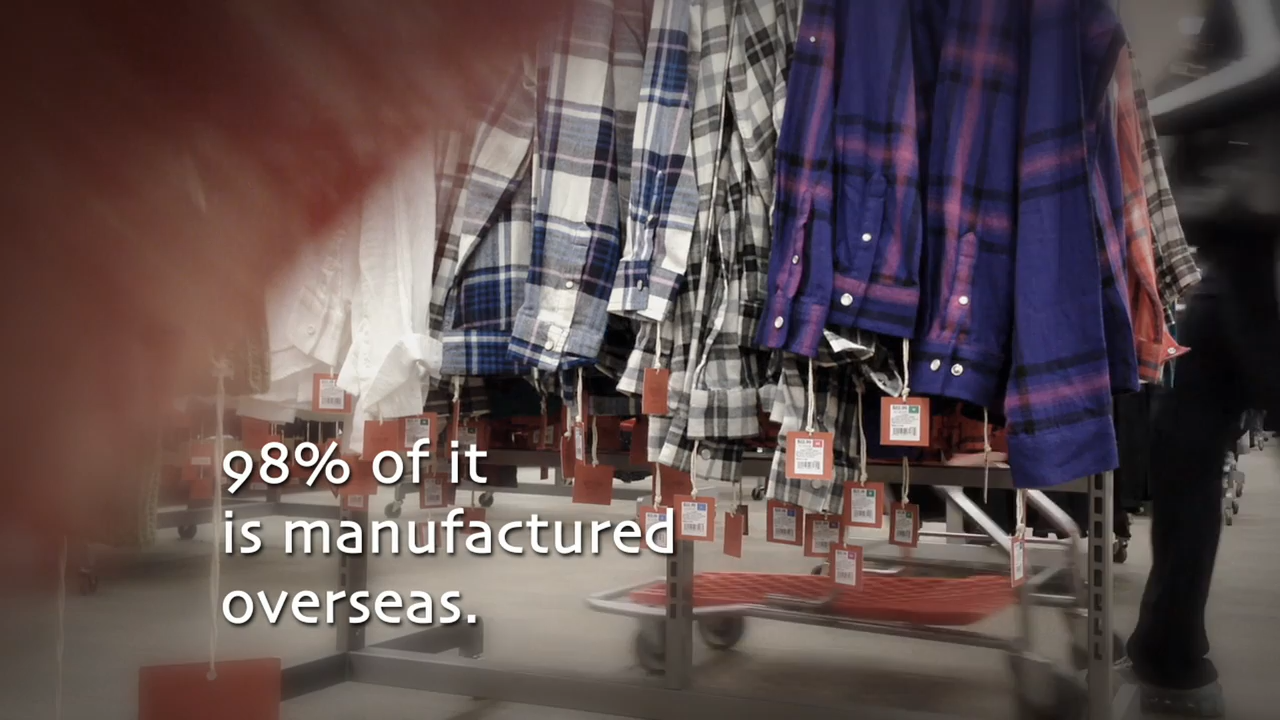 98% of it
is manufactured
overseas.